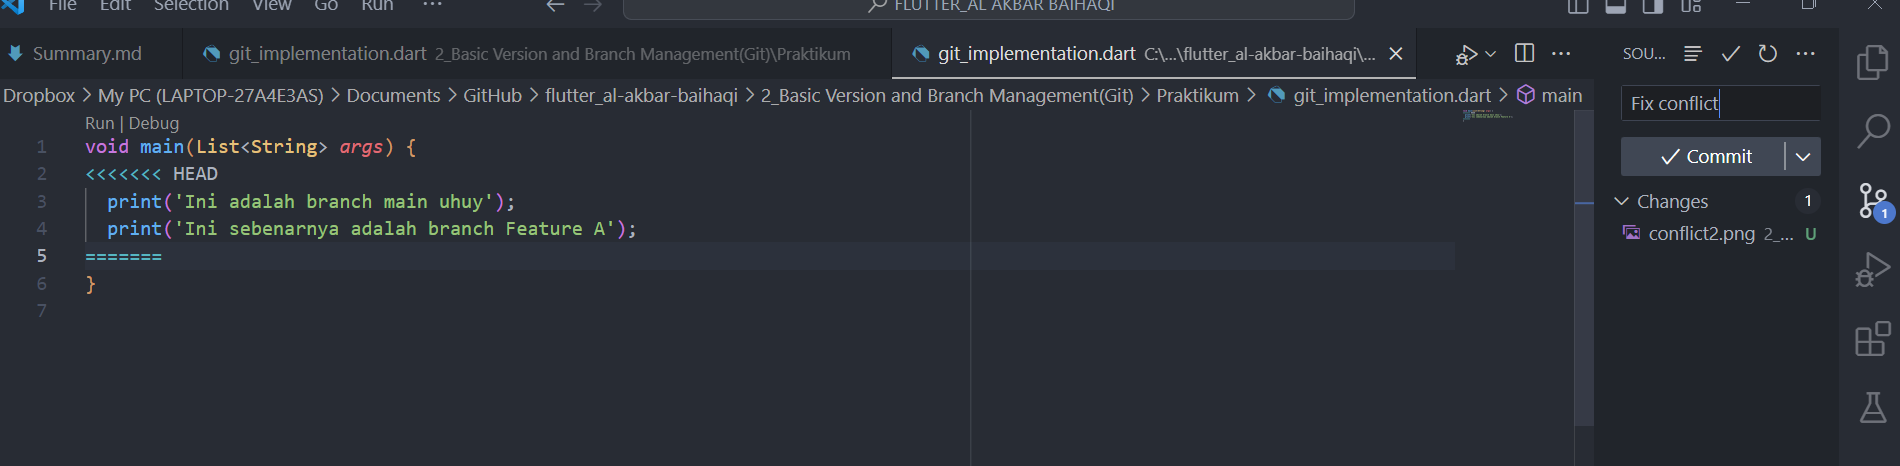 File Edit Selection View Go Run ···
FLUTTER_AL AKBAR BAIHAQI
Summary.md
git_implementation.dart 2_Basic Version and Branch Management(Git)\Praktikum
git_implementation.dart C:\...\flutter_al-akbar-baihaqi\...
SOU...
Dropbox > My PC (LAPTOP-27A4E3AS) > Documents > GitHub > flutter_al-akbar-baihaqi > 2_Basic Version and Branch Management(Git) > Praktikum > git_implementation.dart > main
Run | Debug
1 void main(List<String> args) {
2 <<<<<<< HEAD
3 print('Ini adalah branch main uhuy');
4 print('Ini sebenarnya adalah branch Feature A');
5 =======
6 }
7
Fix conflict
Commit
Changes 1
conflict2.png 2_... U
1